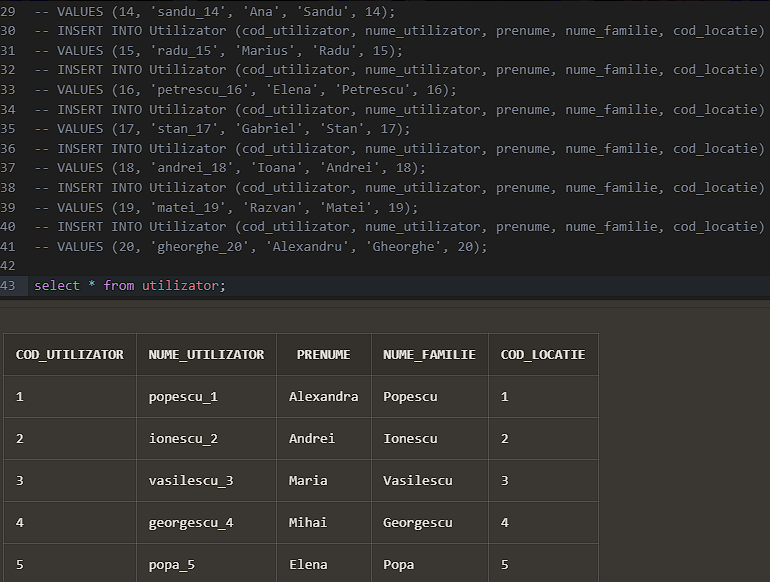 29 -- VALUES (14, 'sandu_14', 'Ana', 'Sandu', 14);
30 -- INSERT INTO Utilizator (cod_utilizator, nume_utilizator, prenume, nume_familie, cod_locatie)
31 -- VALUES (15, 'radu_15', 'Marius', 'Radu', 15);
32 -- INSERT INTO Utilizator (cod_utilizator, nume_utilizator, prenume, nume_familie, cod_locatie)
33 -- VALUES (16, 'petrescu_16', 'Elena', 'Petrescu', 16);
34 -- INSERT INTO Utilizator (cod_utilizator, nume_utilizator, prenume, nume_familie, cod_locatie)
35 -- VALUES (17, 'stan_17', 'Gabriel', 'Stan', 17);
36 -- INSERT INTO Utilizator (cod_utilizator, nume_utilizator, prenume, nume_familie, cod_locatie)
37 -- VALUES (18, 'andrei_18', 'Ioana', 'Andrei', 18);
38 -- INSERT INTO Utilizator (cod_utilizator, nume_utilizator, prenume, nume_familie, cod_locatie)
39 -- VALUES (19, 'matei_19', 'Razvan', 'Matei', 19);
40 -- INSERT INTO Utilizator (cod_utilizator, nume_utilizator, prenume, nume_familie, cod_locatie)
41 -- VALUES (20, 'gheorghe_20', 'Alexandru', 'Gheorghe', 20);
42
43 select * from utilizator;
COD_UTILIZATOR NUME_UTILIZATOR PRENUME NUME_FAMILIE COD_LOCATIE
1 popescu_1 Alexandra Popescu 1
2 ionescu_2 Andrei Ionescu 2
3 vasilescu_3 Maria Vasilescu 3
4 georgescu_4 Mihai Georgescu 4
5 popa_5 Elena Popa 5